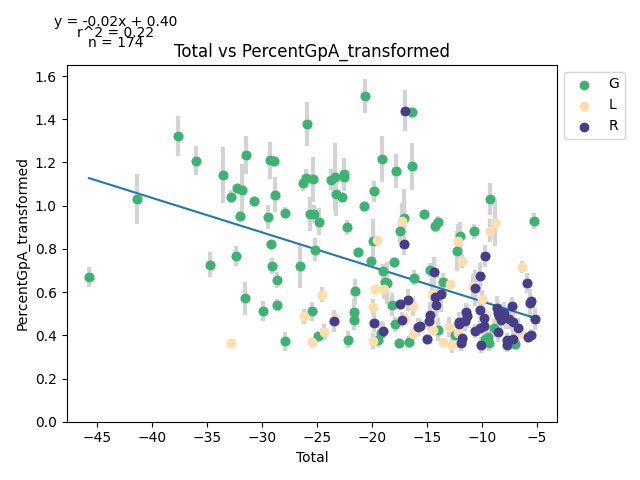 y = -0.02x + 0.40
r^2 = 0.22
n = 174
Total vs PercentGpA_transformed
1.6
1.4
1.2
1.0
0.8
0.6
0.4
0.2
0.0
PercentGpA_transformed
−45
−40
−35
−30
−25
−20
−15
−10
−5
Total
G
L
R